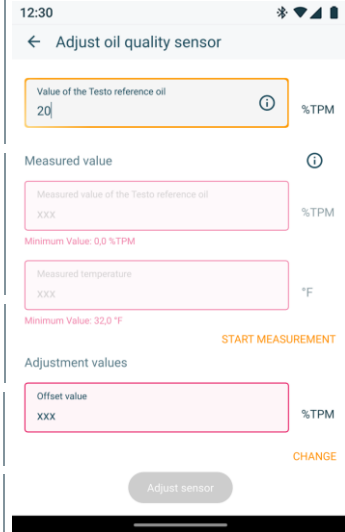 12:30
Adjust oil quality sensor
Value of the Testo reference oil
20
%TPM
Measured value
Measured value of the Testo reference oil
xxx
%TPM
Minimum Value: 0,0 %TPM
Measured temperature
xxx
°F
Minimum Value: 32,0 °F
START MEASUREMENT
Adjustment values
Offset value
xxx
%TPM
CHANGE
Adjust sensor